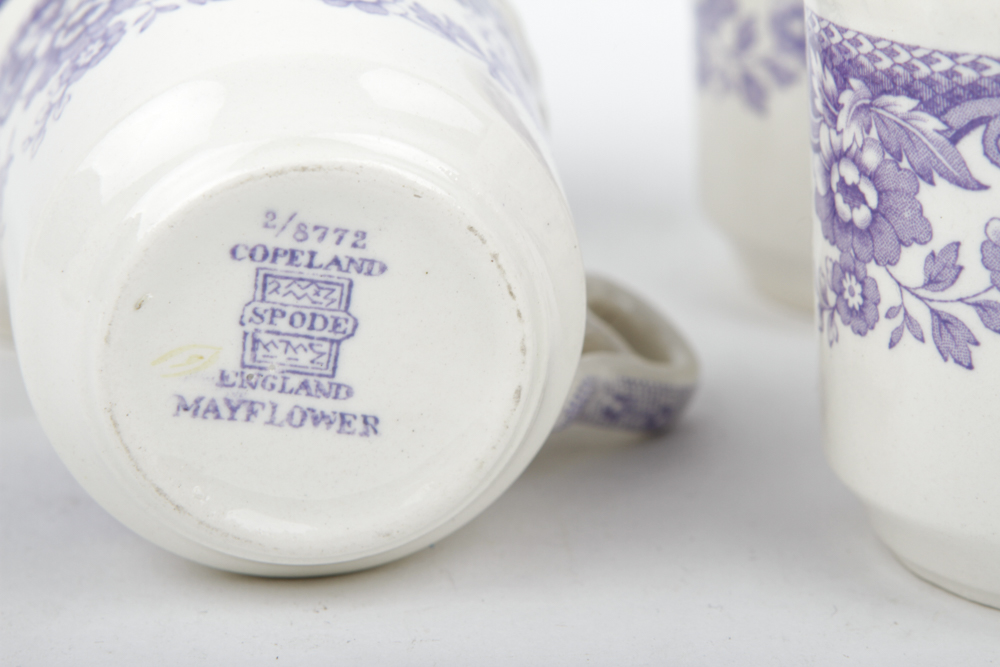 2/8772
COPELAND
SPODE
ENGLAND
MAYFLOWER